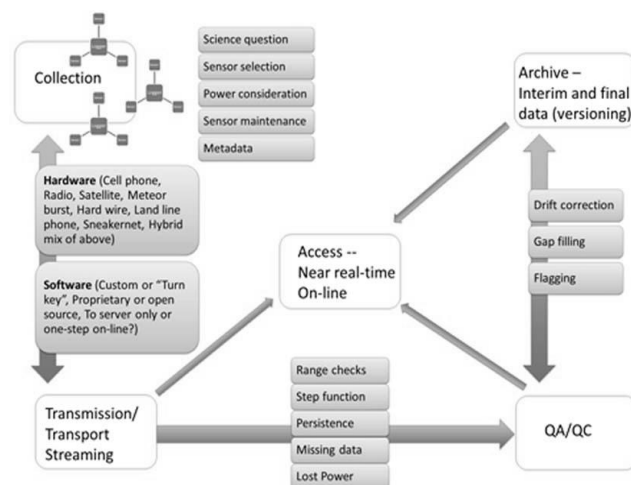 Collection
Science question
Sensor selection
Power consideration
Sensor maintenance
Metadata
Archive –
Interim and final
data (versioning)
Hardware (Cell phone,
Radio, Satellite, Meteor
burst, Hard wire, Land line
phone, Sneakernet, Hybrid
mix of above)
Software (Custom or “Turn
key”, Proprietary or open
source, To server only or
one-step on-line?)
Access --
Near real-time
On-line
Drift correction
Gap filling
Flagging
Transmission/
Transport
Streaming
Range checks
Step function
Persistence
Missing data
Lost Power
QA/QC